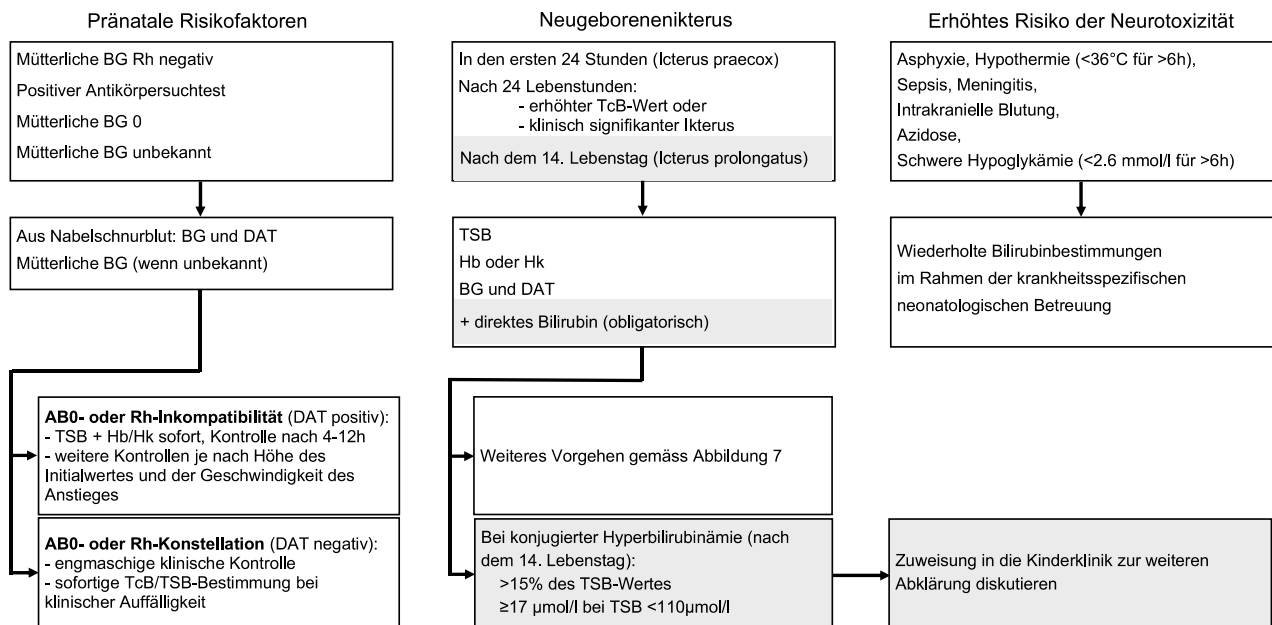 Pränatale Risikofaktoren
Mütterliche BG Rh negativ
Positiver Antikörpersuchtest
Mütterliche BG 0
Mütterliche BG unbekannt
Aus Nabelschnurblut: BG und DAT
Mütterliche BG (wenn unbekannt)
AB0- oder Rh-Inkompatibilität (DAT positiv):
- TSB + Hb/Hk sofort, Kontrolle nach 4-12h
- weitere Kontrollen je nach Höhe des
Initialwertes und der Geschwindigkeit des
Anstieges
AB0- oder Rh-Konstellation (DAT negativ):
- engmaschige klinische Kontrolle
- sofortige TcB/TSB-Bestimmung bei
klinischer Auffälligkeit
Neugeborenenikterus
In den ersten 24 Stunden (Icterus praecox)
Nach 24 Lebenstunden:
- erhöhter TcB-Wert oder
- klinisch signifikanter Ikterus
Nach dem 14. Lebenstag (Icterus prolongatus)
TSB
Hb oder Hk
BG und DAT
+ direktes Bilirubin (obligatorisch)
Weiteres Vorgehen gemäss Abbildung 7
Bei konjugierter Hyperbilirubinämie (nach
dem 14. Lebenstag):
>15% des TSB-Wertes
≥17 µmol/l bei TSB <110µmol/l
Erhöhtes Risiko der Neurotoxizität
Asphyxie, Hypothermie (<36°C für >6h),
Sepsis, Meningitis,
Intrakranielle Blutung,
Azidose,
Schwere Hypoglykämie (<2.6 mmol/l für >6h)
Wiederholte Bilirubinbestimmungen
im Rahmen der krankheitsspezifischen
neonatologischen Betreuung
Zuweisung in die Kinderklinik zur weiteren
Abklärung diskutieren